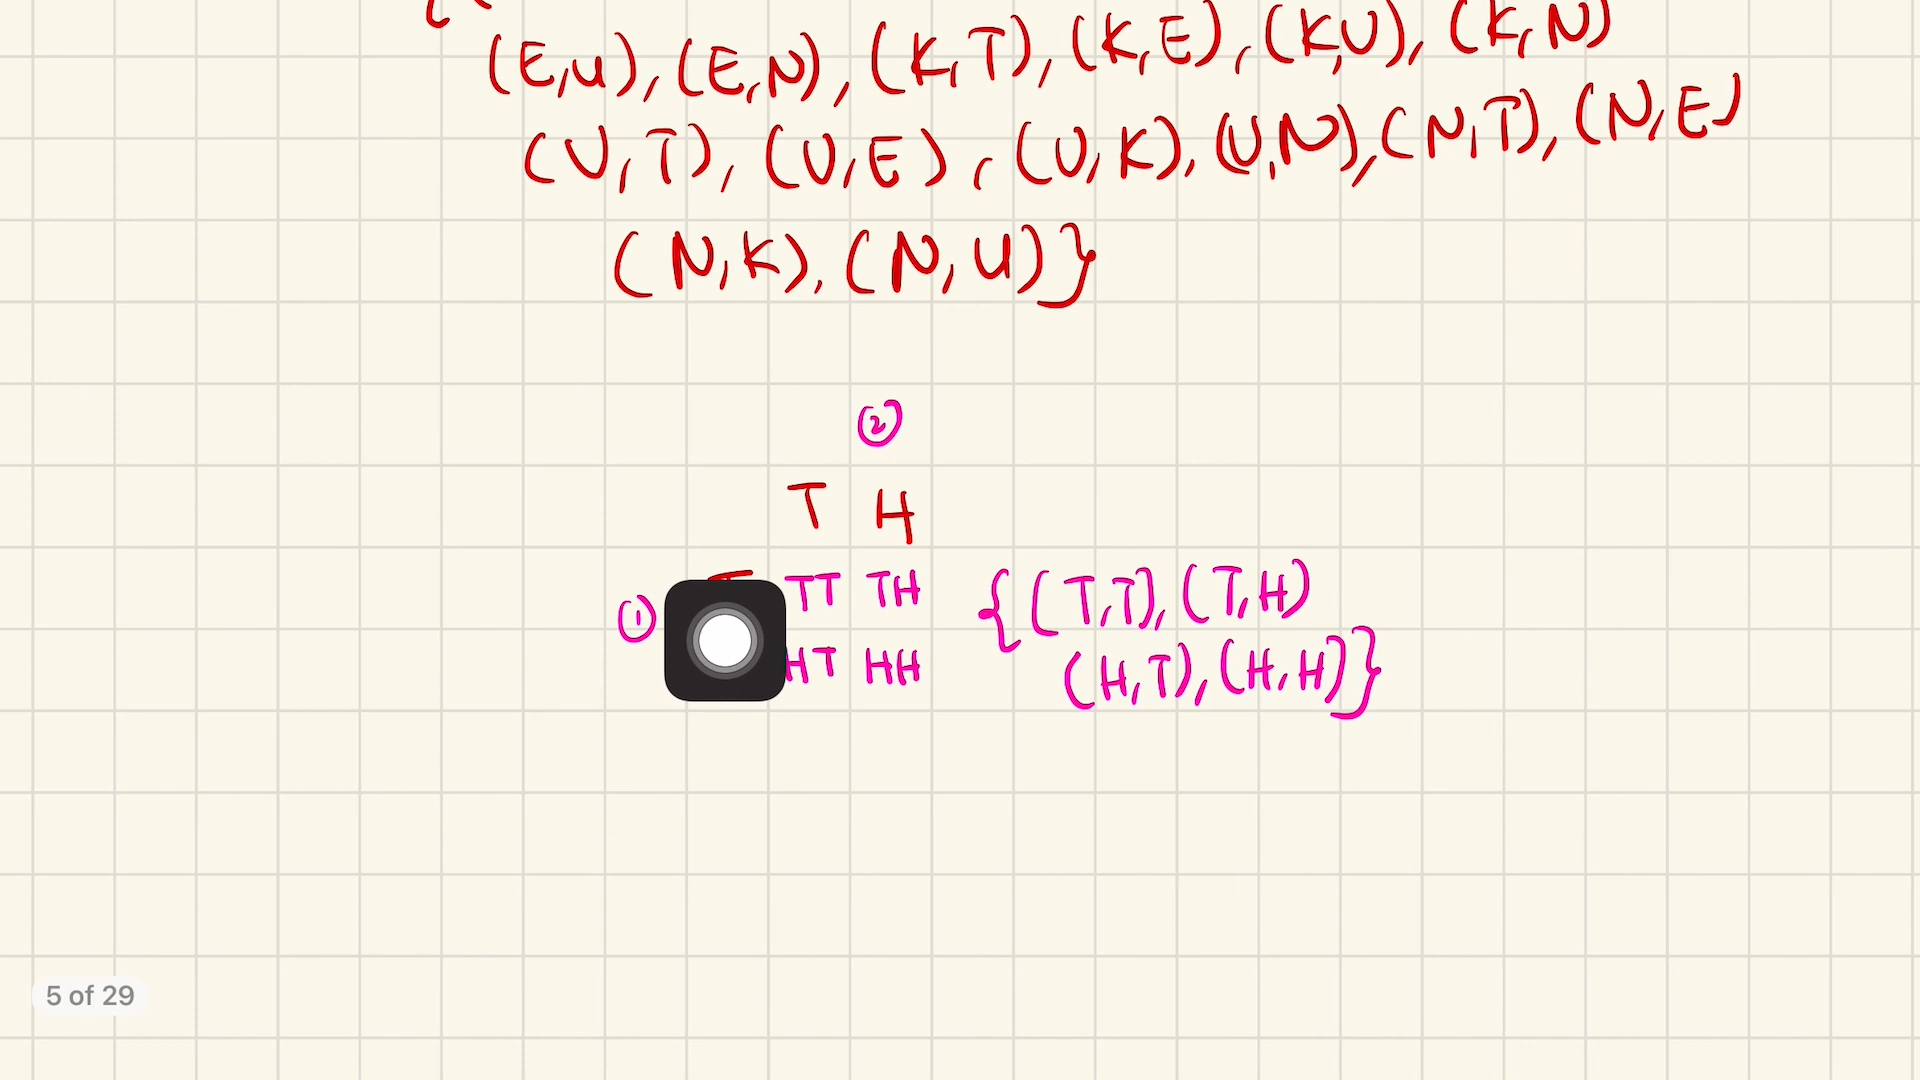 (E,U), (E,N), (K,T), (K,E), (K,U), (K,N)
(U,T), (U,E), (U,K), (U,N), (N,T), (N,E)
(N,K), (N,U)}
②
T H
① TT TH {(T,T), (T,H)
HT HH (H,T), (H,H)}
5 of 29